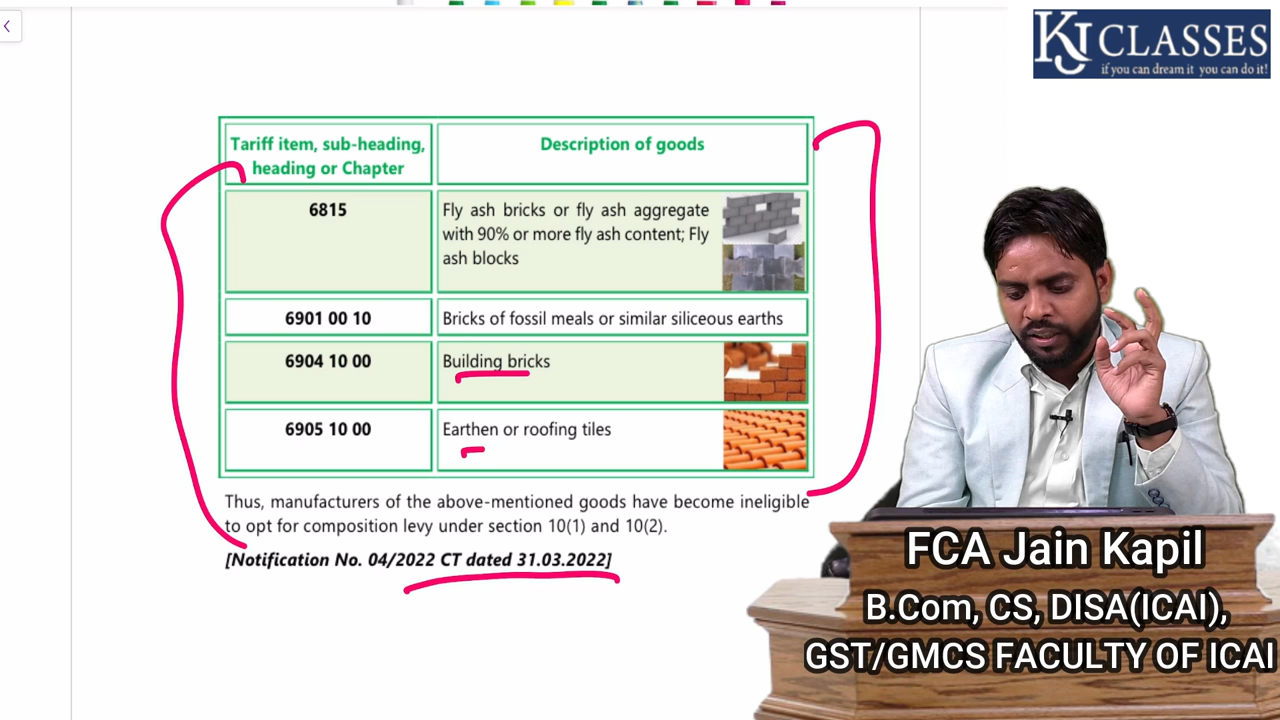 KJ CLASSES
if you can dream it you can do it!
Tariff item, sub-heading,
heading or Chapter
Description of goods
6815
Fly ash bricks or fly ash aggregate
with 90% or more fly ash content; Fly
ash blocks
6901 00 10
Bricks of fossil meals or similar siliceous earths
6904 10 00
Building bricks
6905 10 00
Earthen or roofing tiles
Thus, manufacturers of the above-mentioned goods have become ineligible
to opt for composition levy under section 10(1) and 10(2).
[Notification No. 04/2022 CT dated 31.03.2022]
FCA Jain Kapil
B.Com, CS, DISA(ICAI),
GST/GMCS FACULTY OF ICAI